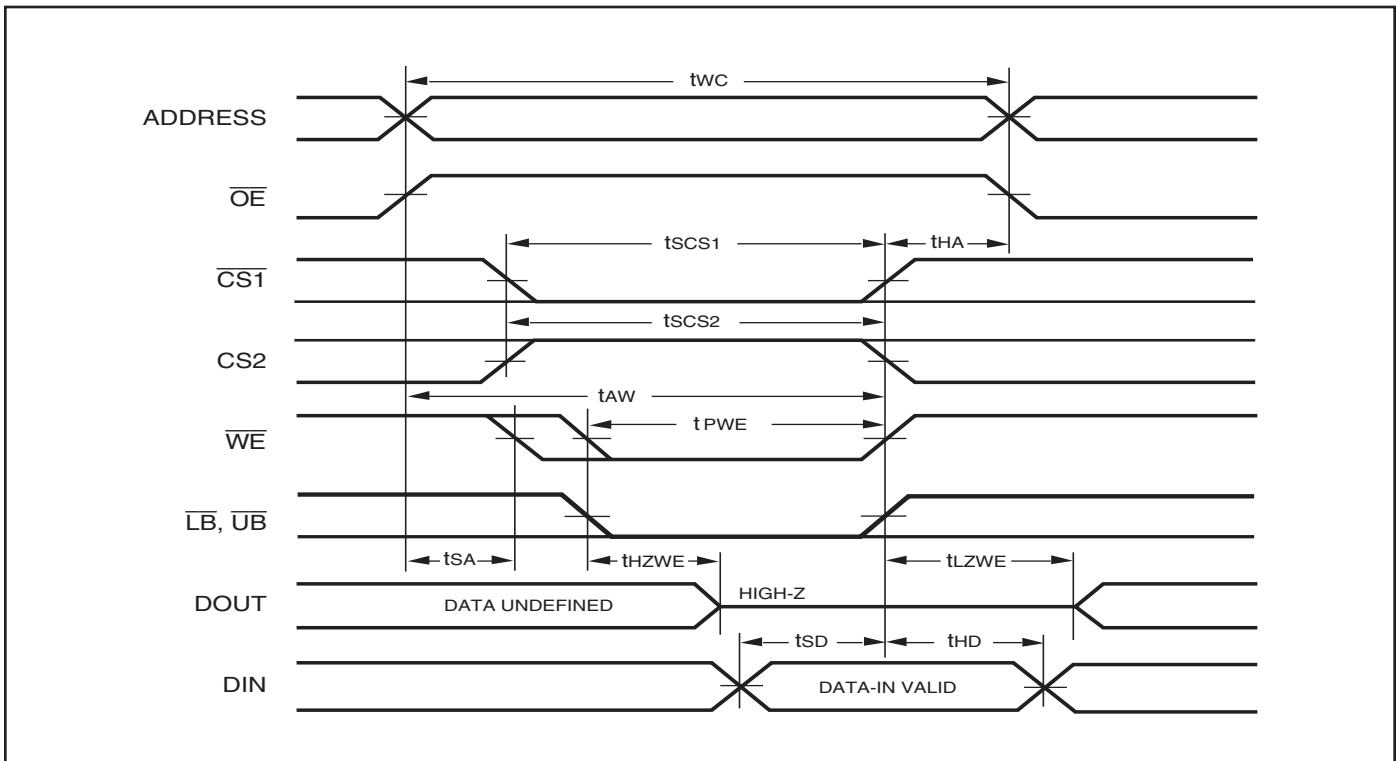 tWC
ADDRESS
OE
tSCS1
tHA
CS1
tSCS2
CS2
tAW
tPWE
WE
LB, UB
tSA
tHZWE
tLZWE
DOUT
DATA UNDEFINED
HIGH-Z
tSD
tHD
DIN
DATA-IN VALID